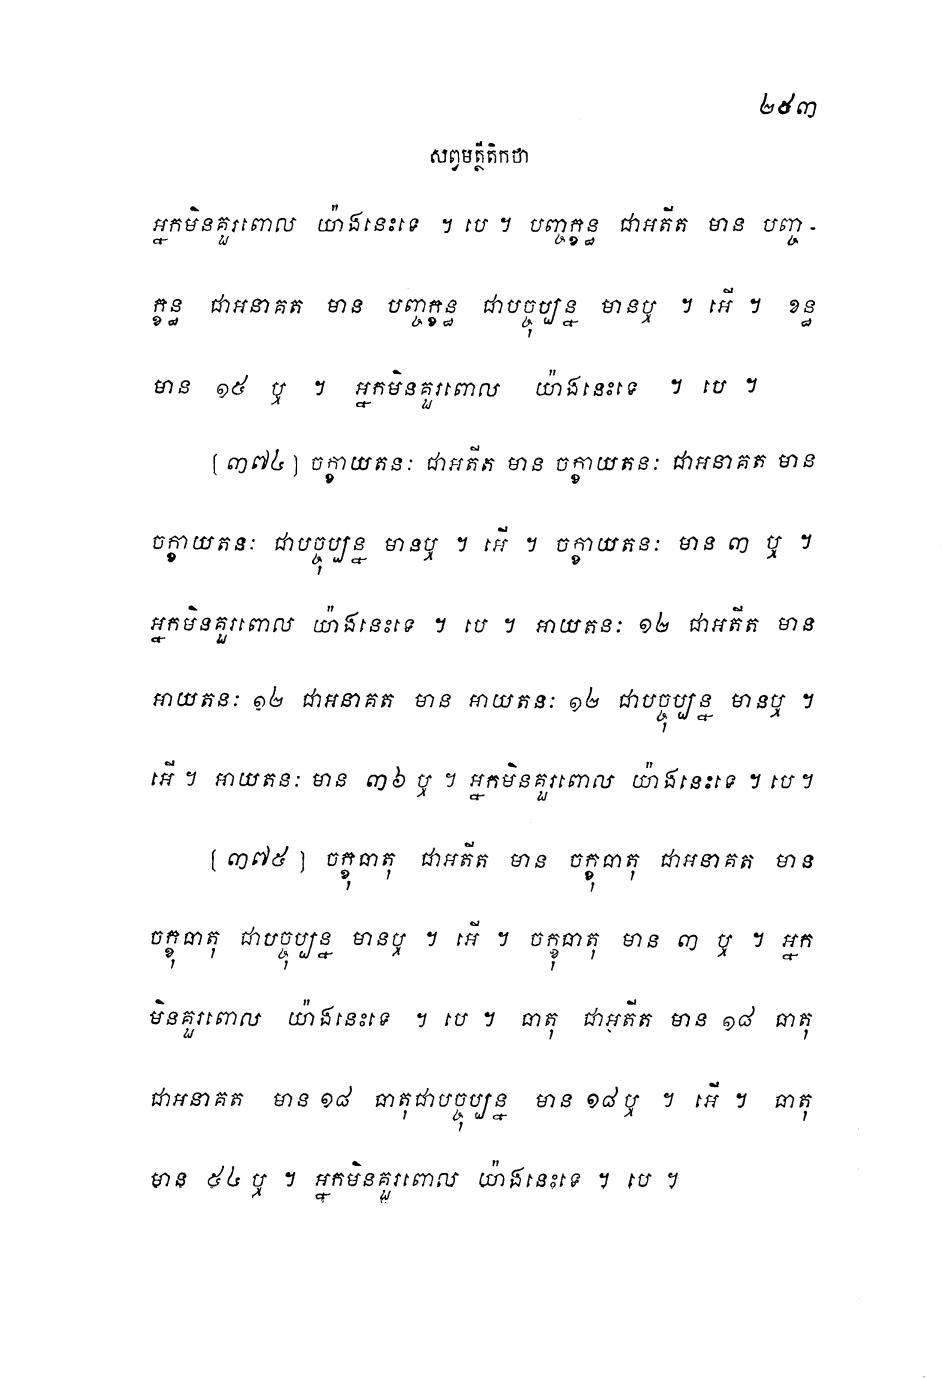 ២៩៣
សព្វមត្ថីតិកថា
អ្នកមិនគួរពោល យ៉ាងនេះទេ ។ បេ ។ បញ្ចក្ខន្ធ ជាអតីត មាន បញ្ច-
ក្ខន្ធ ជាអនាគត មាន បញ្ចក្ខន្ធ ជាបច្ចុប្បន្ន មានឬ ។ អើ ។ ខន្ធ
មាន ១៥ ឬ ។ អ្នកមិនគួរពោល យ៉ាងនេះទេ ។ បេ ។
[៣៧៤] ចក្ខាយតនៈ ជាអតីត មាន ចក្ខាយតនៈ ជាអនាគត មាន
ចក្ខាយតនៈ ជាបច្ចុប្បន្ន មានឬ ។ អើ ។ ចក្ខាយតនៈ មាន ៣ ឬ ។
អ្នកមិនគួរពោល យ៉ាងនេះទេ ។ បេ ។ អាយតនៈ ១២ ជាអតីត មាន
អាយតនៈ ១២ ជាអនាគត មាន អាយតនៈ ១២ ជាបច្ចុប្បន្ន មានឬ ។
អើ ។ អាយតនៈ មាន ៣៦ ឬ ។ អ្នកមិនគួរពោល យ៉ាងនេះទេ ។ បេ ។
[៣៧៥] ចក្ខុធាតុ ជាអតីត មាន ចក្ខុធាតុ ជាអនាគត មាន
ចក្ខុធាតុ ជាបច្ចុប្បន្ន មានឬ ។ អើ ។ ចក្ខុធាតុ មាន ៣ ឬ ។ អ្នក
មិនគួរពោល យ៉ាងនេះទេ ។ បេ ។ ធាតុ ជាអតីត មាន ១៨ ធាតុ
ជាអនាគត មាន ១៨ ធាតុជាបច្ចុប្បន្ន មាន ១៨ ឬ ។ អើ ។ ធាតុ
មាន ៥៤ ឬ ។ អ្នកមិនគួរពោល យ៉ាងនេះទេ ។ បេ ។